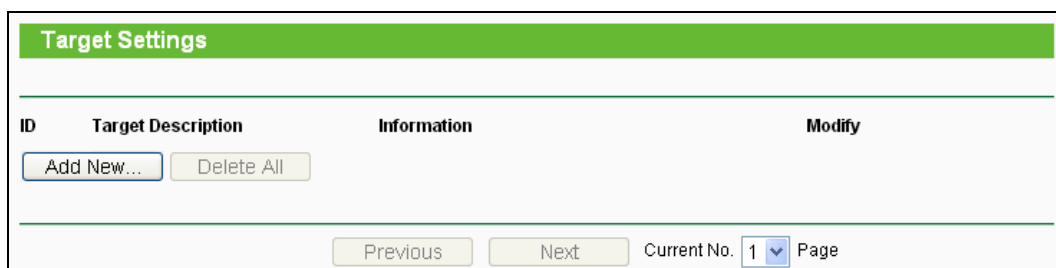 Target Settings
ID Target Description Information Modify
Add New... Delete All
Previous Next Current No. 1 Page